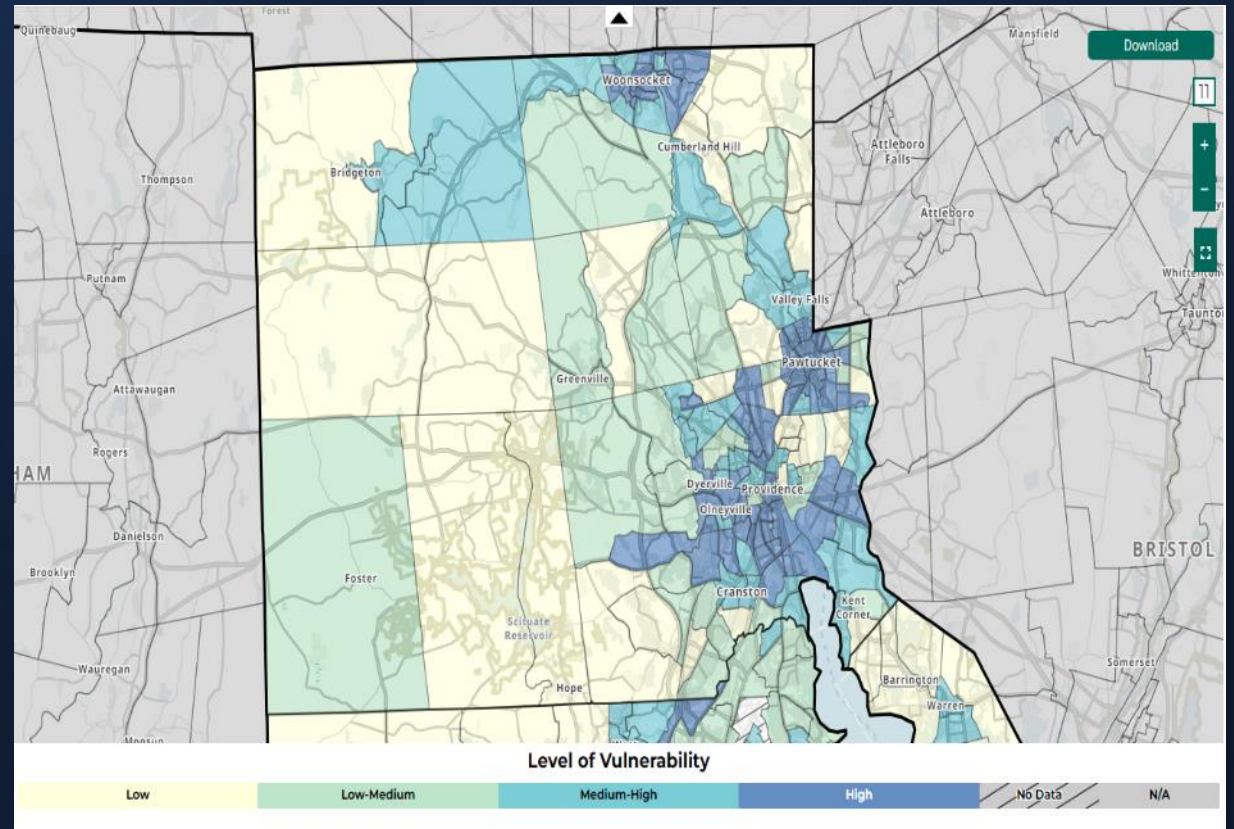 Forest
Quinebaug
Mansfield
Download
Woonsocket
11
Cumberland Hill
Attleboro
Falls
+
Bridgeton
Thompson
-
Attleboro
Putnam
Valley Falls
Taunto
Pawtucket
Greenville
Attawaugan
Rogers
HAM
Dyerville
Providence
Olneyville
Danielson
BRISTOL
Brooklyn
Foster
Cranston
Kent
Corner
Scituate
Reservoir
Wauregan
Somerset
Hope
Barrington
Warren
Level of Vulnerability
Low
Low-Medium
Medium-High
High
No Data
N/A